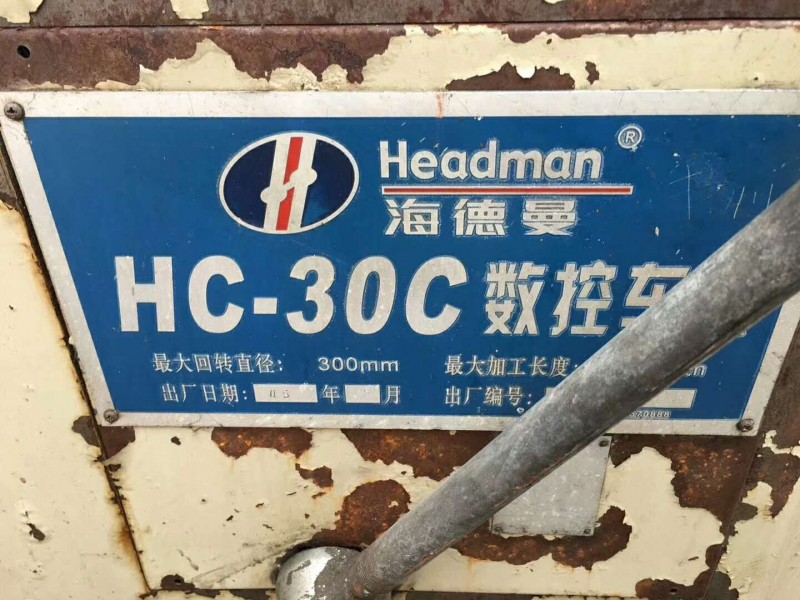 Headman ®
海德曼
HC-30C 数控车
最大回转直径: 300mm 最大加工长度:
出厂日期: 年 月 出厂编号: